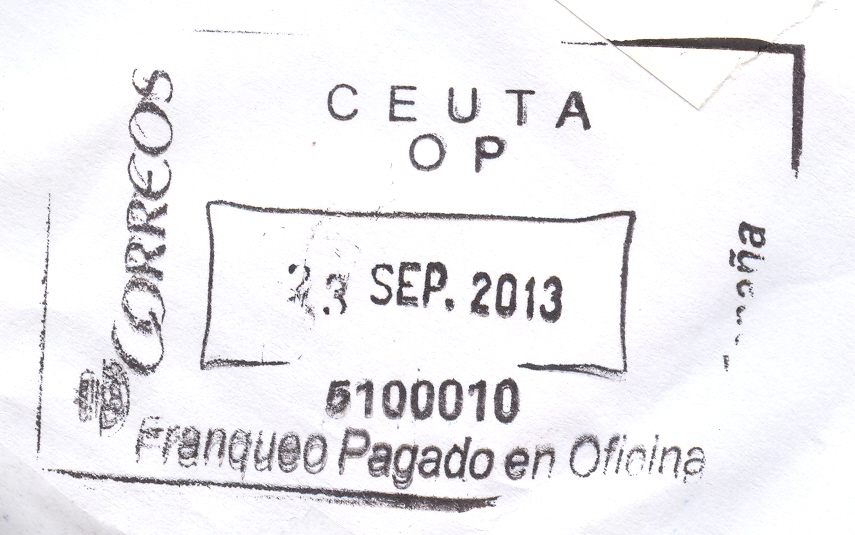 CORREOS
CEUTA
OP
23 SEP. 2013
5100010
Franqueo Pagado en Oficina